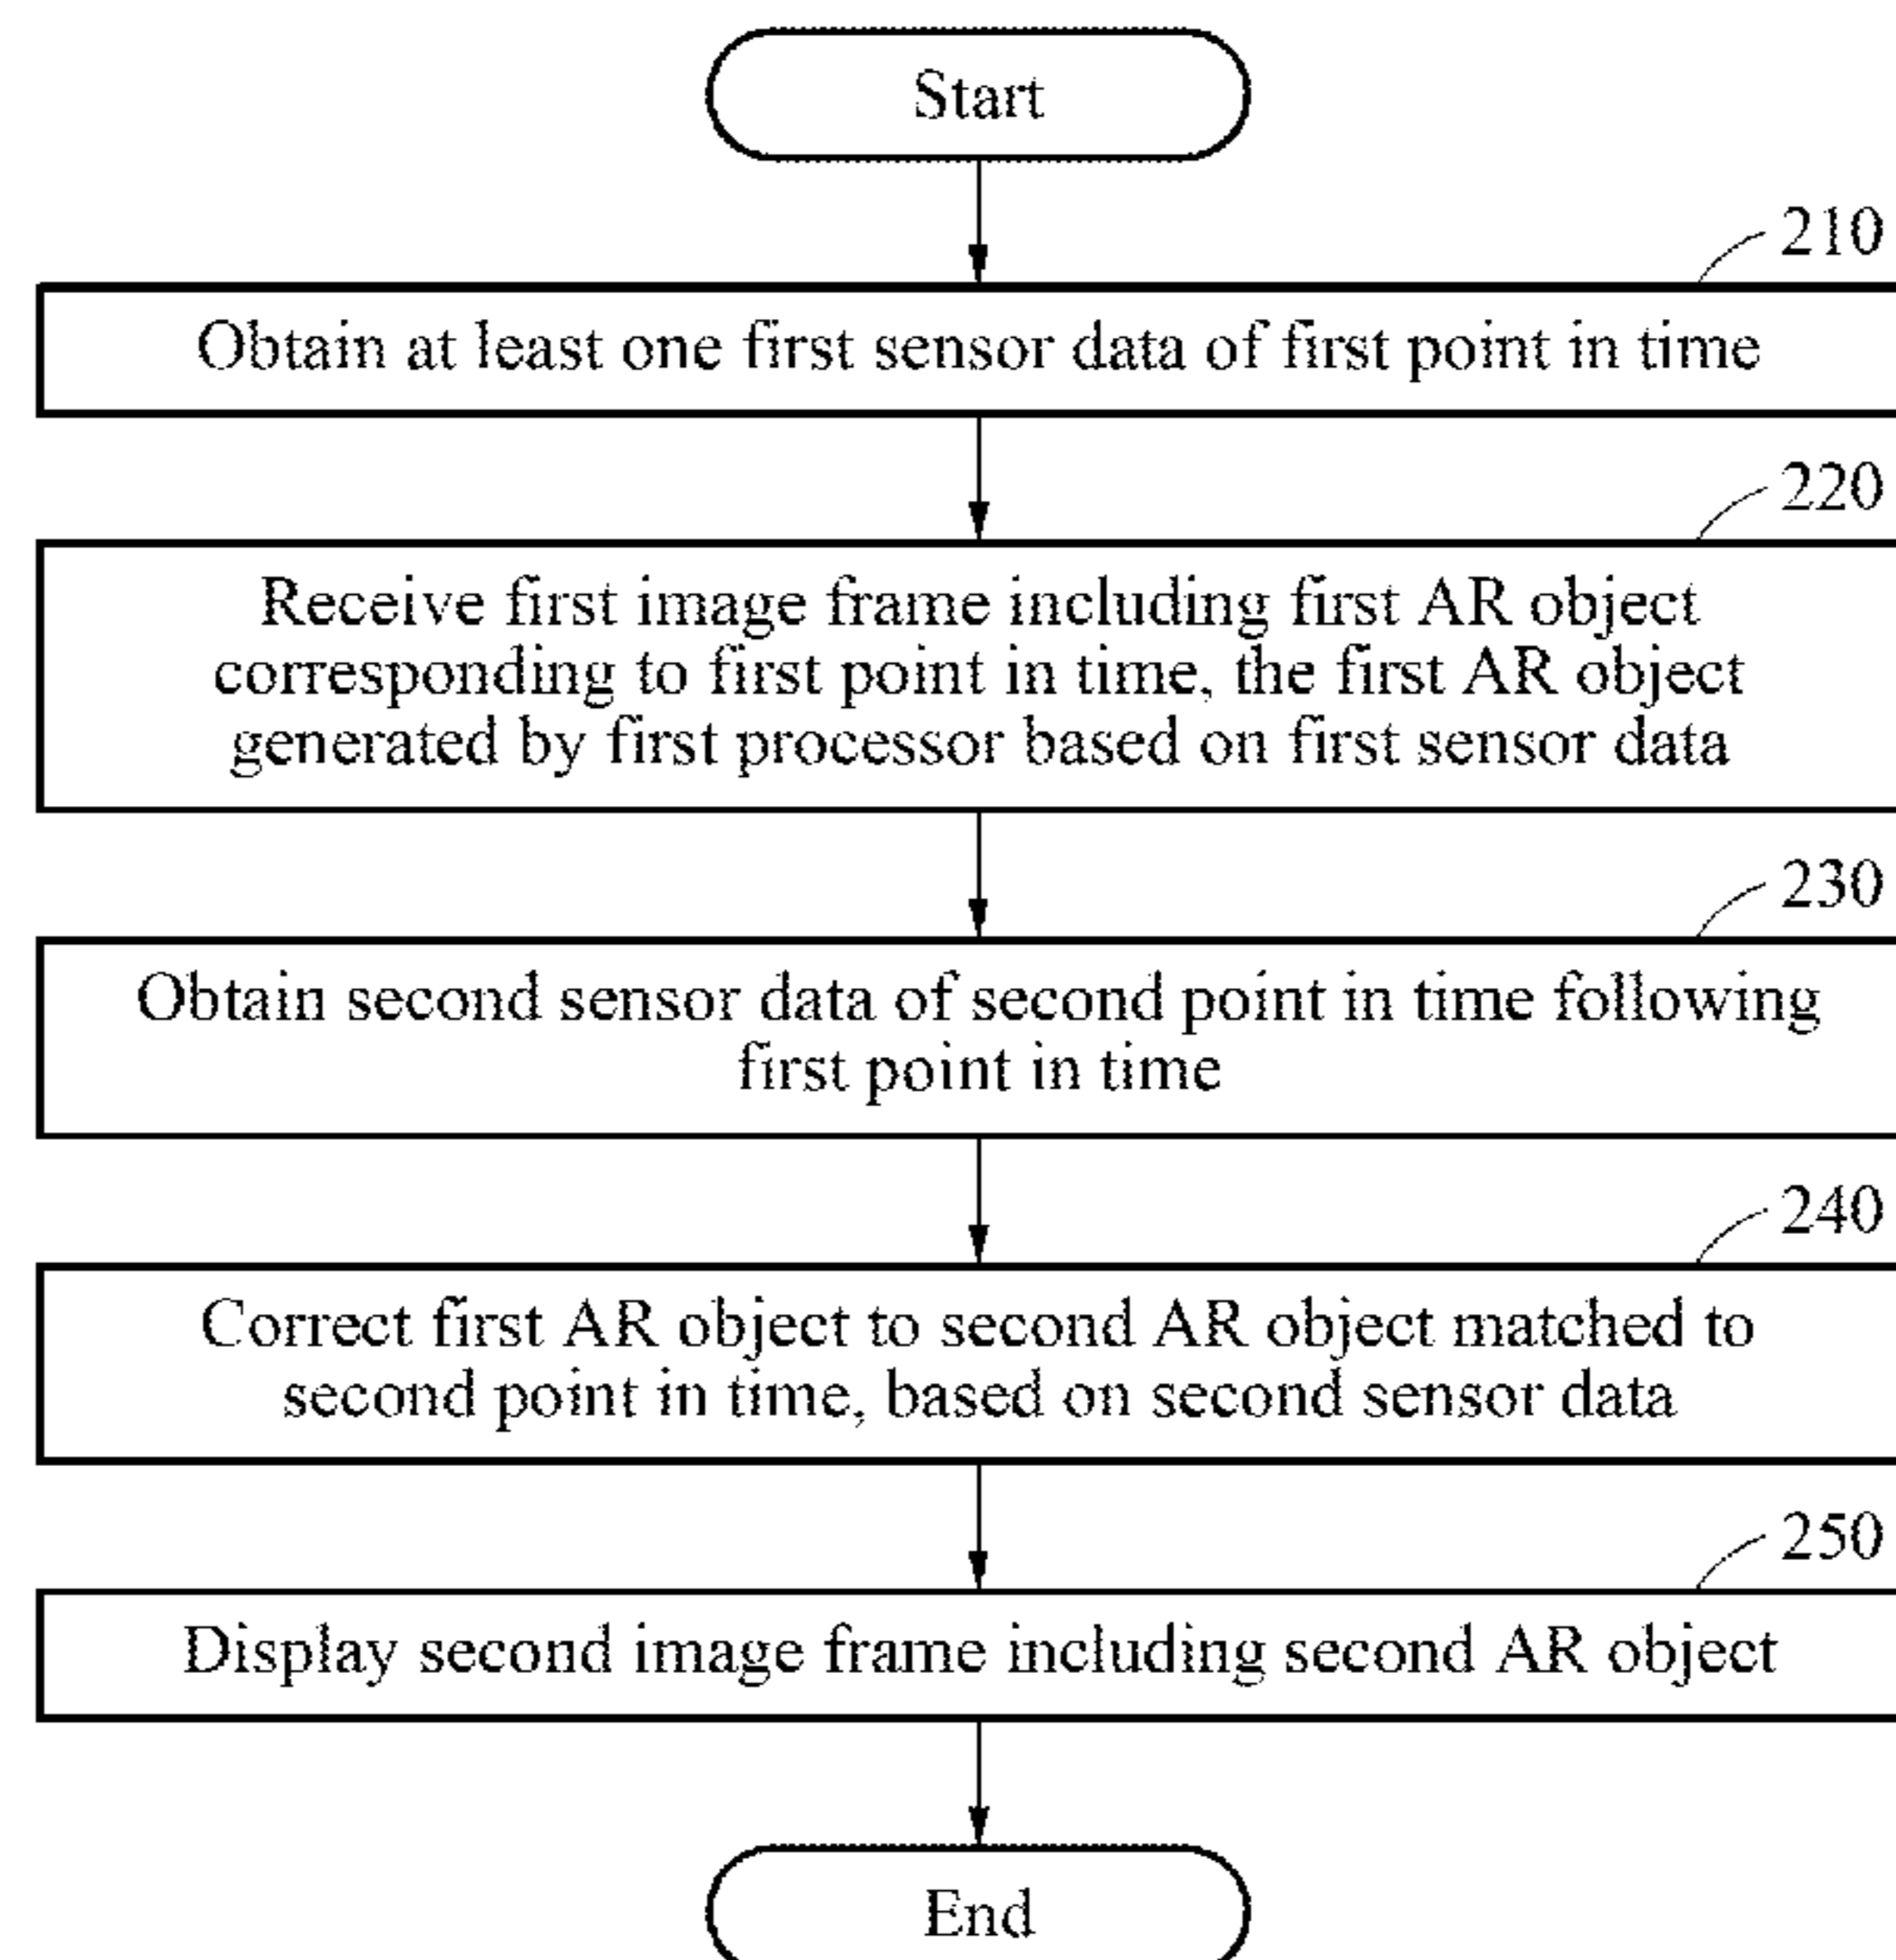 Start
210
Obtain at least one first sensor data of first point in time
220
Receive first image frame including first AR object
corresponding to first point in time, the first AR object
generated by first processor based on first sensor data
230
Obtain second sensor data of second point in time following
first point in time
240
Correct first AR object to second AR object matched to
second point in time, based on second sensor data
250
Display second image frame including second AR object
End